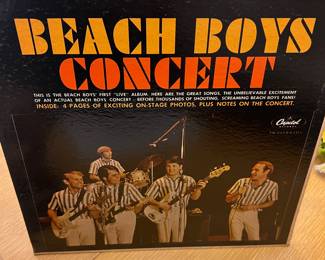 BEACH BOYS
CONCERT
THIS IS THE BEACH BOYS' FIRST "LIVE" ALBUM. HERE ARE THE GREAT SONGS, THE UNBELIEVABLE EXCITEMENT
OF AN ACTUAL BEACH BOYS CONCERT - BEFORE THOUSANDS OF SHOUTING, SCREAMING BEACH BOYS FANS!
INSIDE: 4 PAGES OF EXCITING ON-STAGE PHOTOS, PLUS NOTES ON THE CONCERT.
Capitol